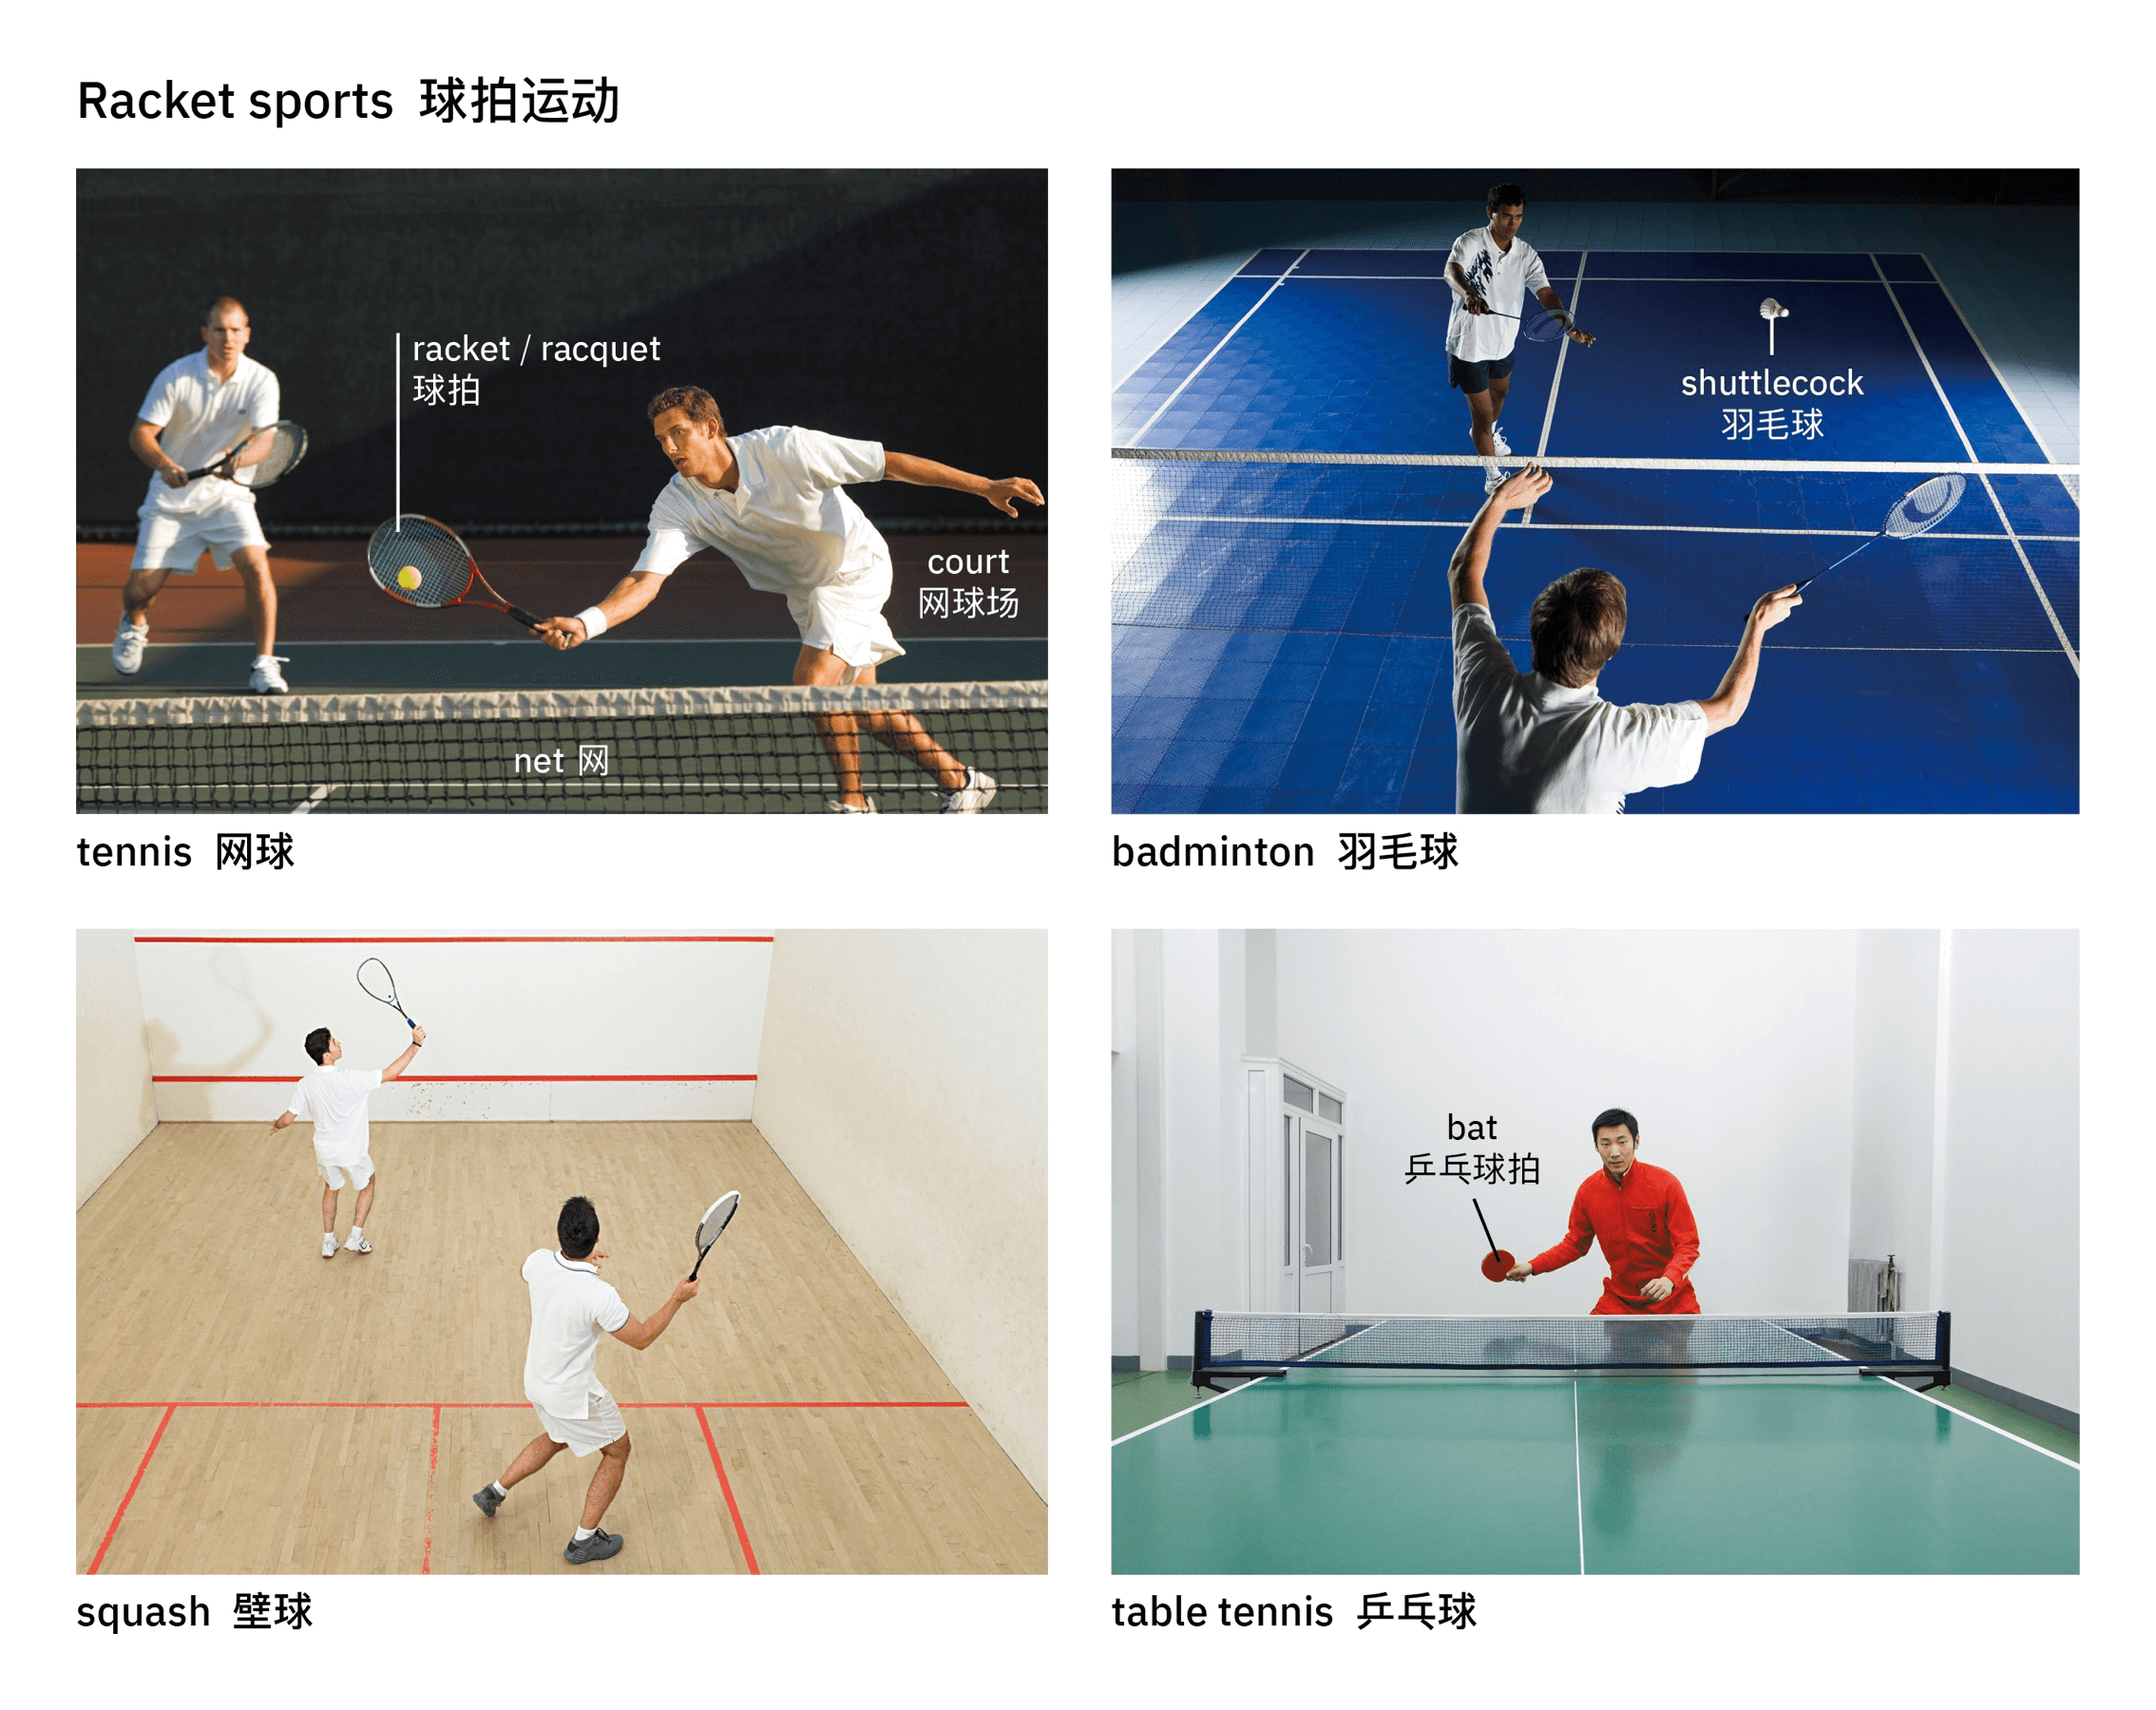 Racket sports 球拍运动
racket / racquet
球拍
court
网球场
net 网
tennis 网球
shuttlecock
羽毛球
badminton 羽毛球
squash 壁球
bat
乒乓球拍
table tennis 乒乓球